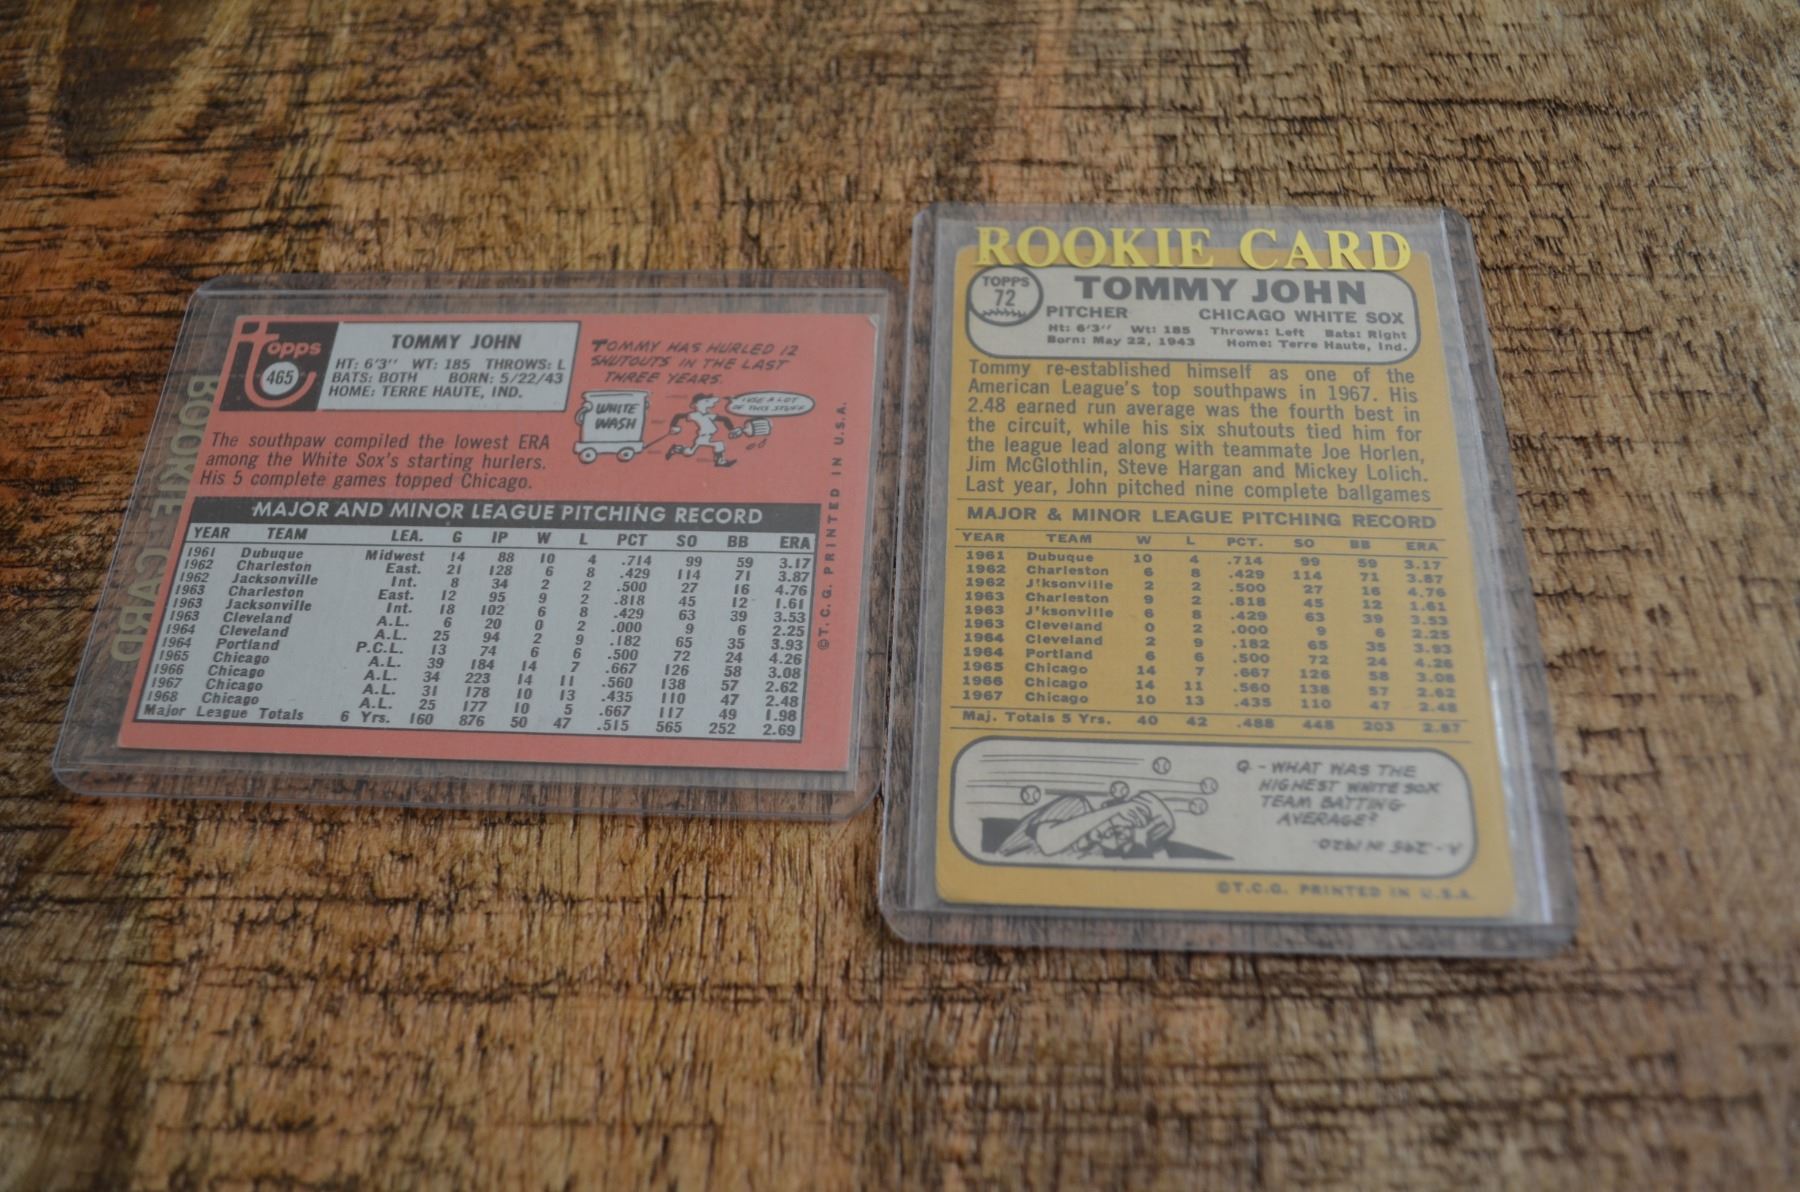 Topps
465
TOMMY JOHN
HT: 6'3" WT: 185 THROWS: L
BATS: BOTH BORN: 5/22/43
HOME: TERRE HAUTE, IND.
TOMMY HAS HURLED 12
SHUTOUTS IN THE LAST
THREE YEARS.
WHITE
WASH
I USE A LOT
OF THIS STUFF
The southpaw compiled the lowest ERA
among the White Sox's starting hurlers.
His 5 complete games topped Chicago.
MAJOR AND MINOR LEAGUE PITCHING RECORD
YEAR TEAM LEA. G IP W L PCT SO BB ERA
1961 Dubuque Midwest 14 88 10 4 .714 99 59 3.17
1962 Charleston East. 21 128 6 8 .429 114 71 3.87
1962 Jacksonville Int. 8 34 2 2 .500 27 16 4.76
1963 Charleston East. 12 95 9 2 .818 45 12 1.61
1963 Jacksonville Int. 18 102 6 8 .429 63 39 3.53
1963 Cleveland A.L. 6 20 0 2 .000 9 6 2.25
1964 Cleveland A.L. 25 94 2 9 .182 65 35 3.93
1964 Portland P.C.L. 13 74 6 6 .500 72 24 4.26
1965 Chicago A.L. 39 184 14 7 .667 126 58 3.08
1966 Chicago A.L. 34 223 14 11 .560 138 57 2.62
1967 Chicago A.L. 31 178 10 13 .435 110 47 2.48
1968 Chicago A.L. 25 177 10 5 .667 117 49 1.98
Major League Totals 6 Yrs. 160 876 50 47 .515 565 252 2.69
©T.C.G. PRINTED IN U.S.A.
ROOKIE CARD
ROOKIE CARD
TOPPS
72
TOMMY JOHN
PITCHER CHICAGO WHITE SOX
Ht: 6'3" Wt: 185 Throws: Left Bats: Right
Born: May 22, 1943 Home: Terre Haute, Ind.
Tommy re-established himself as one of the
American League's top southpaws in 1967. His
2.48 earned run average was the fourth best in
the circuit, while his six shutouts tied him for
the league lead along with teammate Joe Horlen,
Jim McGlothlin, Steve Hargan and Mickey Lolich.
Last year, John pitched nine complete ballgames
MAJOR & MINOR LEAGUE PITCHING RECORD
YEAR TEAM W L PCT. SO BB ERA
1961 Dubuque 10 4 .714 99 59 3.17
1962 Charleston 6 8 .429 114 71 3.87
1962 J'ksonville 2 2 .500 27 16 4.76
1963 Charleston 9 2 .818 45 12 1.61
1963 J'ksonville 6 8 .429 63 39 3.53
1963 Cleveland 0 2 .000 9 6 2.25
1964 Cleveland 2 9 .182 65 35 3.93
1964 Portland 6 6 .500 72 24 4.26
1965 Chicago 14 7 .667 126 58 3.08
1966 Chicago 14 11 .560 138 57 2.62
1967 Chicago 10 13 .435 110 47 2.48
Maj. Totals 5 Yrs. 40 42 .488 448 203 2.87
Q - WHAT WAS THE
HIGHEST WHITE SOX
TEAM BATTING
AVERAGE?
A - .295 IN 1920
©T.C.G. PRINTED IN U.S.A.